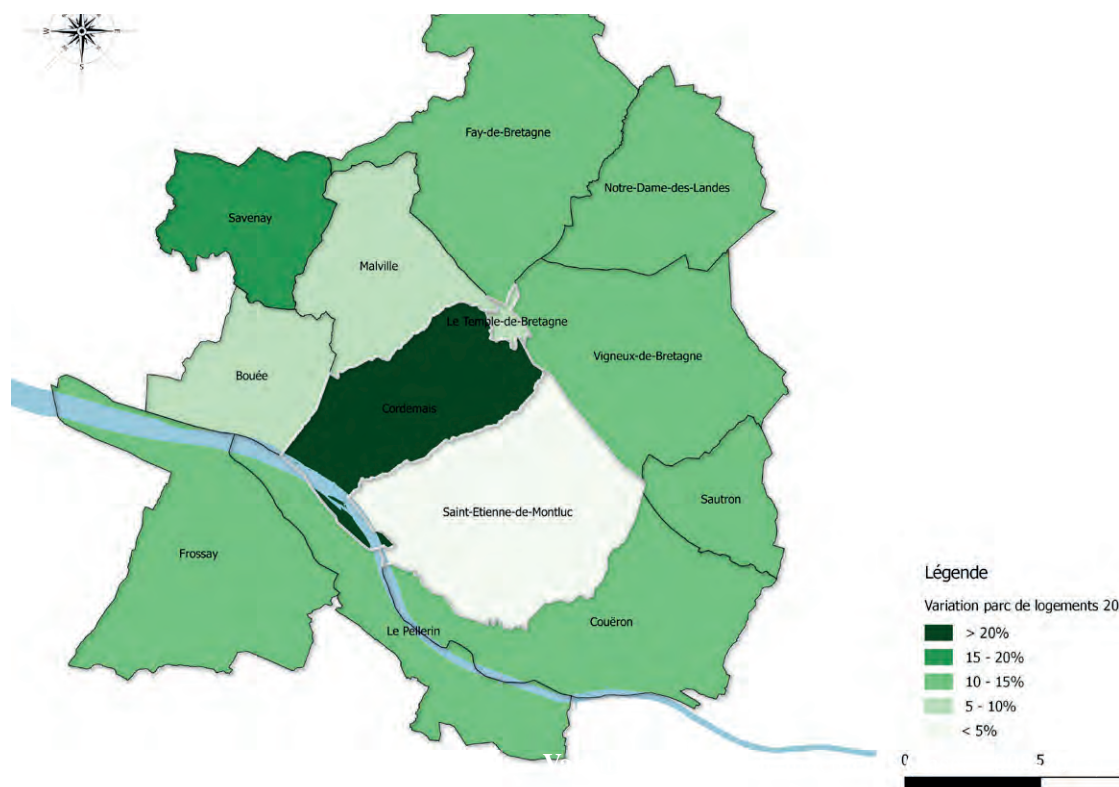 Fay-de-Bretagne
Notre-Dame-des-Landes
Savenay
Malville
Le Temple-de-Bretagne
Vigneux-de-Bretagne
Bouée
Cordemais
Sautron
Saint-Etienne-de-Montluc
Frossay
Couëron
Le Pellerin
Légende
Variation parc de logements 20
> 20%
15 - 20%
10 - 15%
5 - 10%
< 5%
0 5